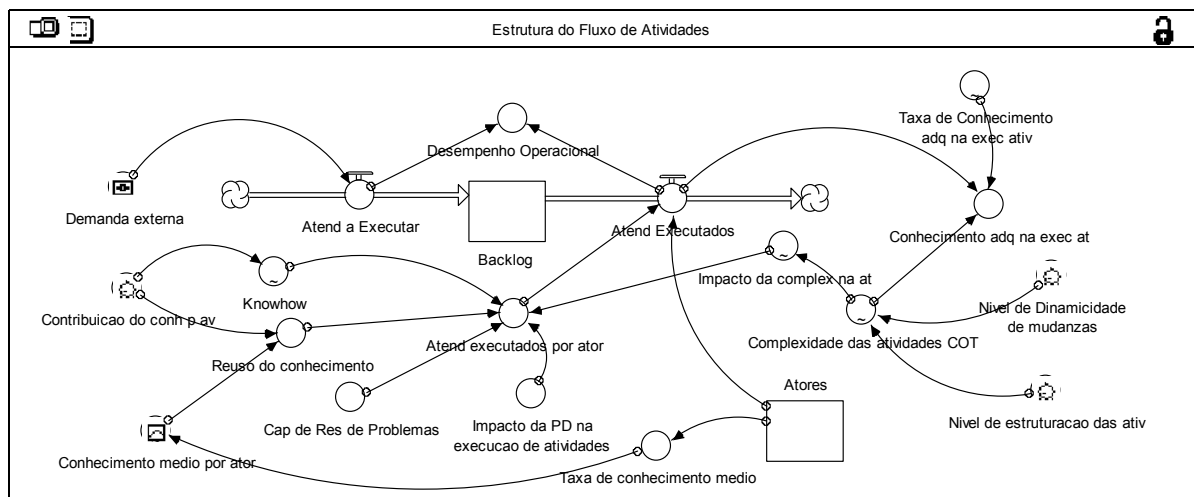 Estrutura do Fluxo de Atividades
Taxa de Conhecimento
adq na exec ativ
Desempenho Operacional
Demanda externa
Atend a Executar
Atend Executados
Conhecimento adq na exec at
Backlog
Impacto da complex na at
Knowhow
Contribuicao do conh p av
Nivel de Dinamicidade
de mudanzas
Atend executados por ator
Complexidade das atividades COT
Reuso do conhecimento
Atores
Cap de Res de Problemas
Impacto da PD na
execucao de atividades
Nivel de estruturacao das ativ
Conhecimento medio por ator
Taxa de conhecimento medio